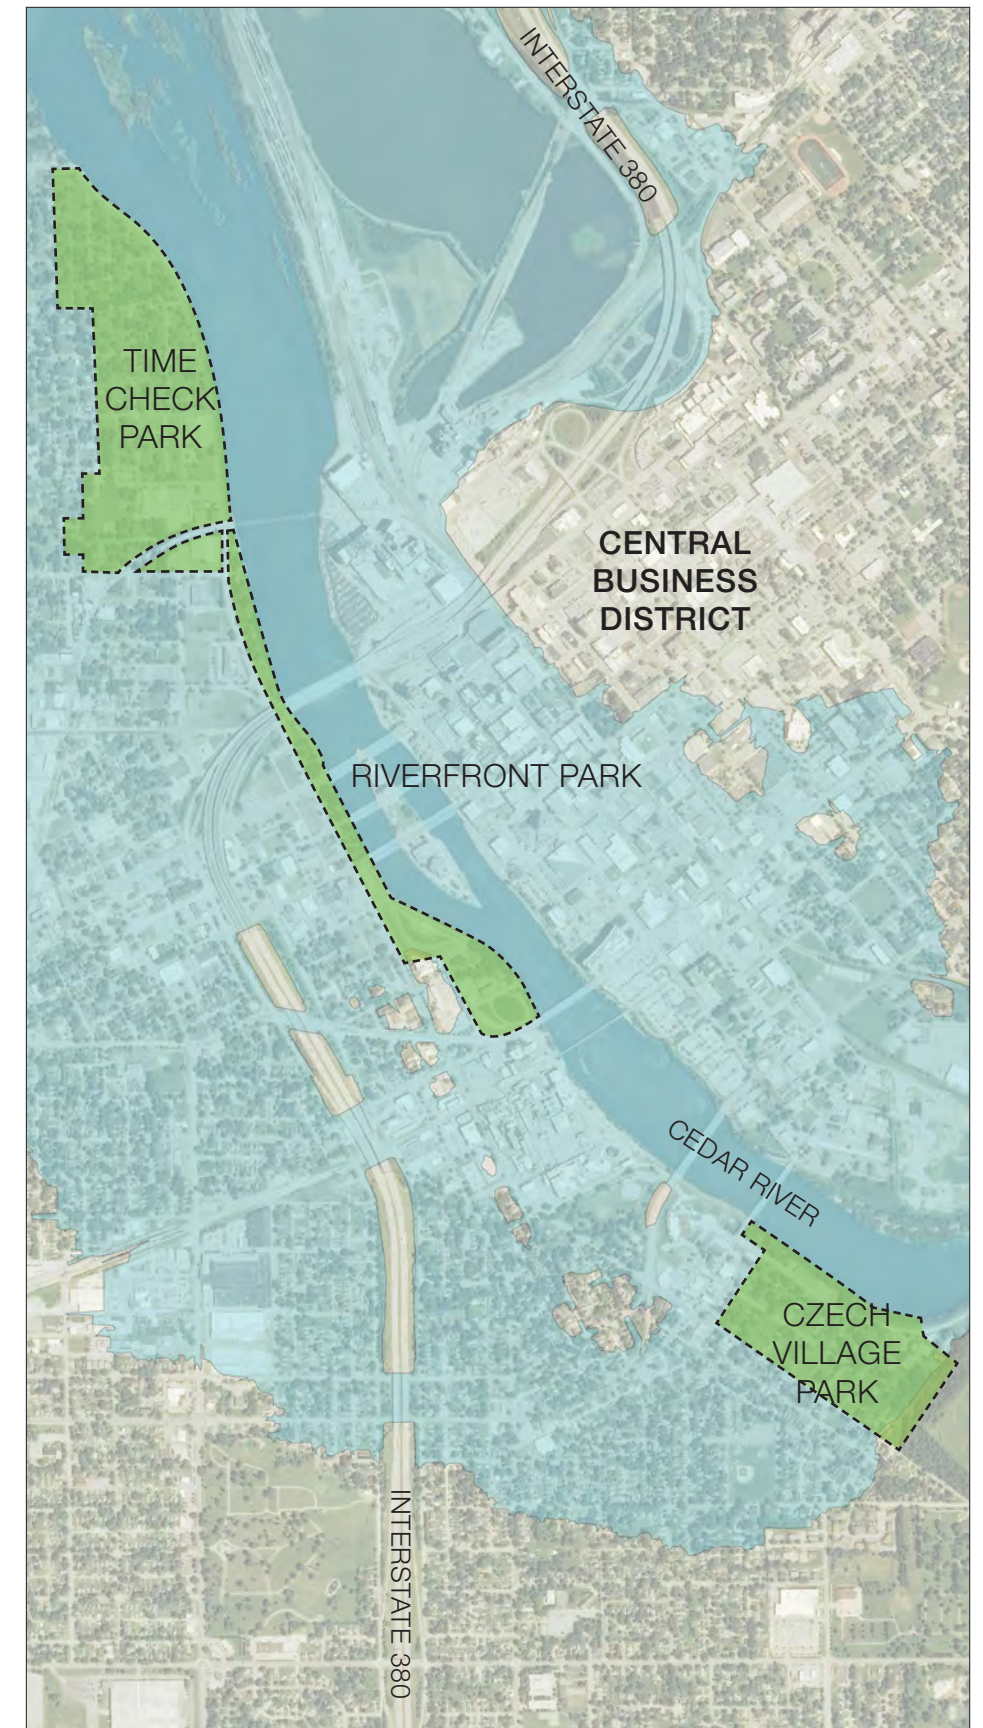 INTERSTATE 380
TIME
CHECK
PARK
CENTRAL
BUSINESS
DISTRICT
RIVERFRONT PARK
CEDAR RIVER
CZECH
VILLAGE
PARK
INTERSTATE 380